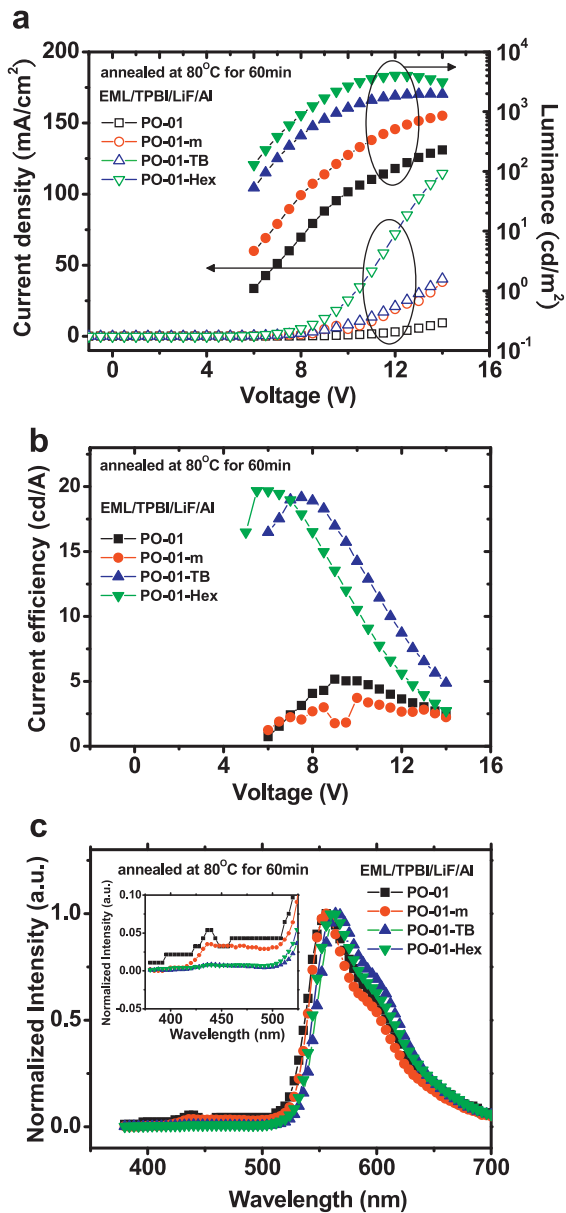 a
annealed at 80°C for 60min
EML/TPBI/LiF/Al
PO-01
PO-01-m
PO-01-TB
PO-01-Hex
Current density (mA/cm²)
200
150
100
50
0
Luminance (cd/m²)
10⁴
10³
10²
10¹
10⁰
10⁻¹
0 4 8 12 16
Voltage (V)
b
annealed at 80°C for 60min
EML/TPBI/LiF/Al
PO-01
PO-01-m
PO-01-TB
PO-01-Hex
Current efficiency (cd/A)
20
15
10
5
0
0 4 8 12 16
Voltage (V)
c
annealed at 80°C for 60min
EML/TPBI/LiF/Al
PO-01
PO-01-m
PO-01-TB
PO-01-Hex
Normalized Intensity (a.u.)
0.10
0.05
0.00
-0.05
400 450 500
Wavelength (nm)
Normalized Intensity (a.u.)
1.0
0.5
0.0
400 500 600 700
Wavelength (nm)